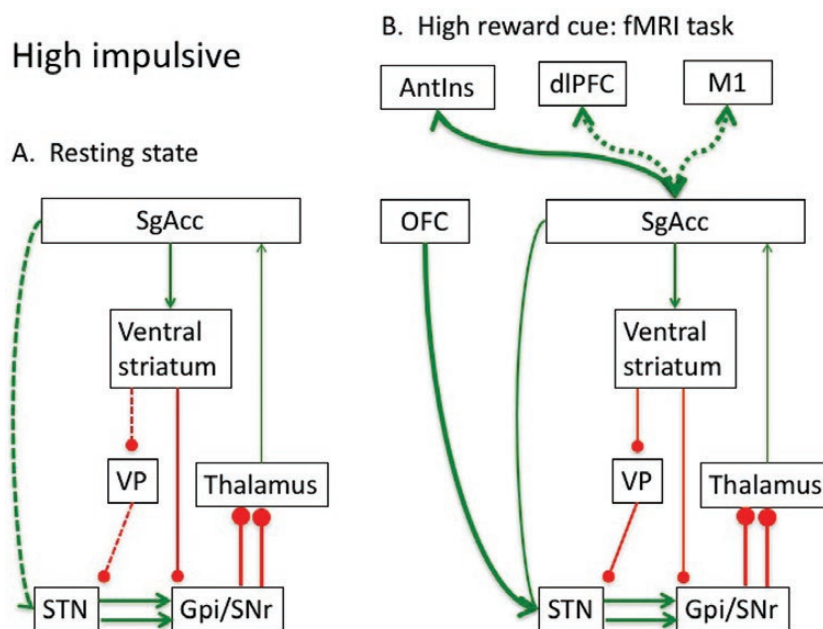 High impulsive
A. Resting state
SgAcc
Ventral
striatum
VP
Thalamus
STN
Gpi/SNr
B. High reward cue: fMRI task
AntIns
dlPFC
M1
OFC
SgAcc
Ventral
striatum
VP
Thalamus
STN
Gpi/SNr